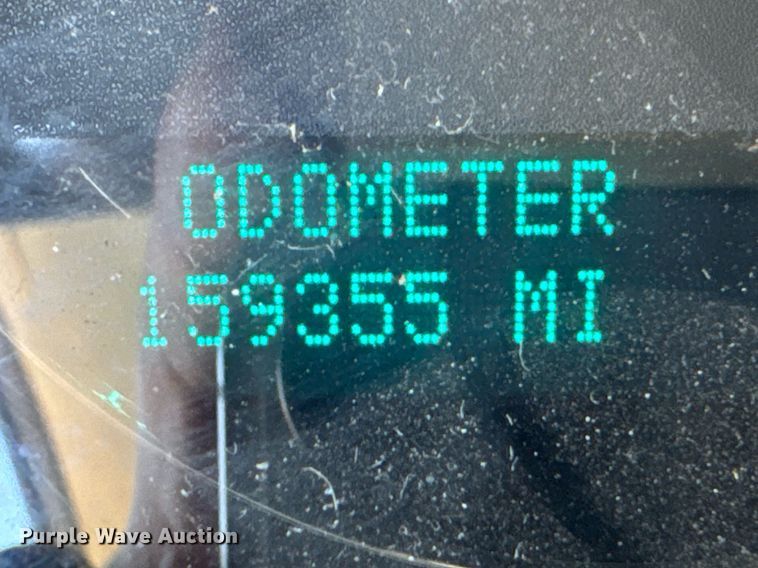 ODOMETER
159355 MI
Purple Wave Auction